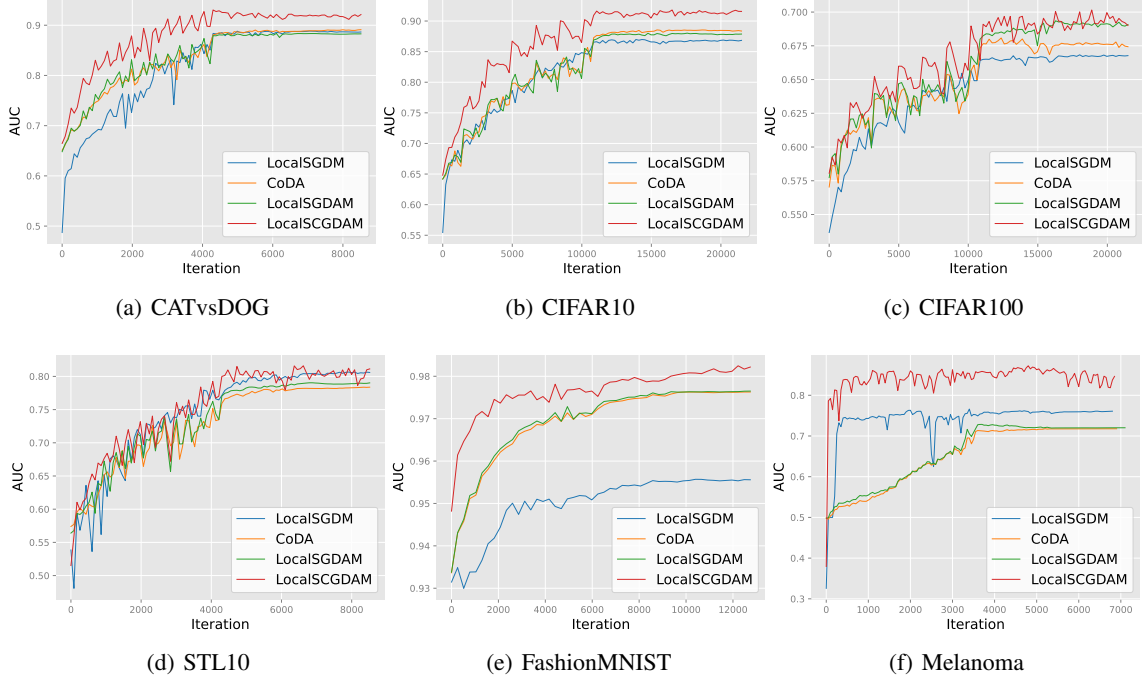 0.9
0.8
0.7
0.6
0.5
AUC
0 2000 4000 6000 8000
Iteration
LocalSGDM
CoDA
LocalSGDAM
LocalSCGDAM
(a) CATvsDOG
0.90
0.85
0.80
0.75
0.70
0.65
0.60
0.55
AUC
0 5000 10000 15000 20000
Iteration
LocalSGDM
CoDA
LocalSGDAM
LocalSCGDAM
(b) CIFAR10
0.700
0.675
0.650
0.625
0.600
0.575
0.550
AUC
0 5000 10000 15000 20000
Iteration
LocalSGDM
CoDA
LocalSGDAM
LocalSCGDAM
(c) CIFAR100
0.80
0.75
0.70
0.65
0.60
0.55
0.50
AUC
0 2000 4000 6000 8000
Iteration
LocalSGDM
CoDA
LocalSGDAM
LocalSCGDAM
(d) STL10
0.98
0.97
0.96
0.95
0.94
0.93
AUC
0 2000 4000 6000 8000 10000 12000
Iteration
LocalSGDM
CoDA
LocalSGDAM
LocalSCGDAM
(e) FashionMNIST
0.8
0.7
0.6
0.5
0.4
0.3
AUC
0 1000 2000 3000 4000 5000 6000 7000
Iteration
LocalSGDM
CoDA
LocalSGDAM
LocalSCGDAM
(f) Melanoma